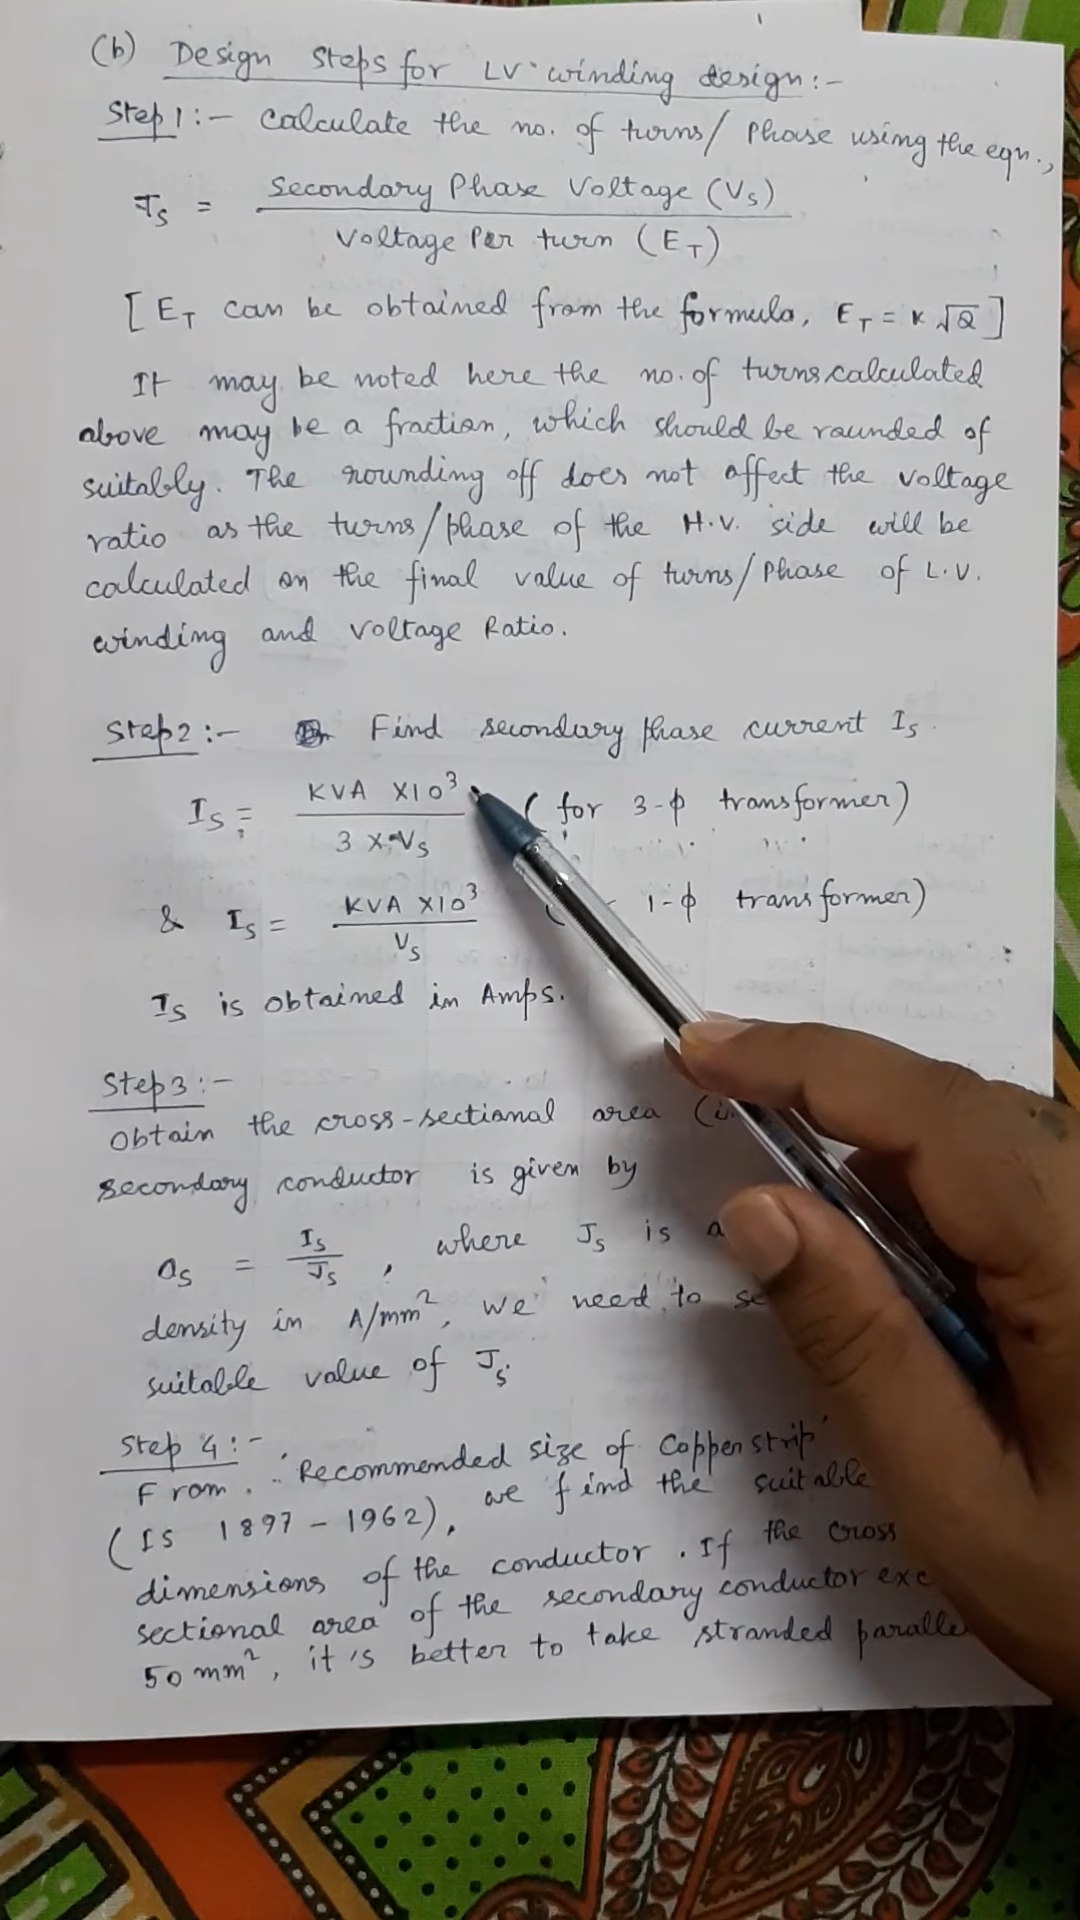 (b) Design Steps for LV winding design:-
Step 1:- Calculate the no. of turns/Phase using the eqn.,
Ts = Secondary Phase Voltage (Vs)
Voltage Per turn (ET)
[ET can be obtained from the formula, ET = K √Q]
It may be noted here the no. of turns calculated
above may be a fraction, which should be rounded of
suitably. The rounding off does not affect the voltage
ratio as the turns/phase of the H.V. side will be
calculated on the final value of turns/Phase of L.V.
winding and Voltage Ratio.
Step 2:- Find secondary phase current Is.
Is = KVA X10³ / 3 x Vs (for 3-ϕ transformer)
& Is = KVA X10³ / Vs 1-ϕ transformer)
Is is obtained in Amps.
Step 3:-
Obtain the cross-sectional area
secondary conductor is given by
as = Is / Js, where Js is
density in A/mm², we need to
suitable value of Js.
Step 4:-
From "Recommended size of Copper strip"
(IS 1897 - 1962), we find the suitable
dimensions of the conductor. If the cross
sectional area of the secondary conductor
50 mm², it's better to take stranded